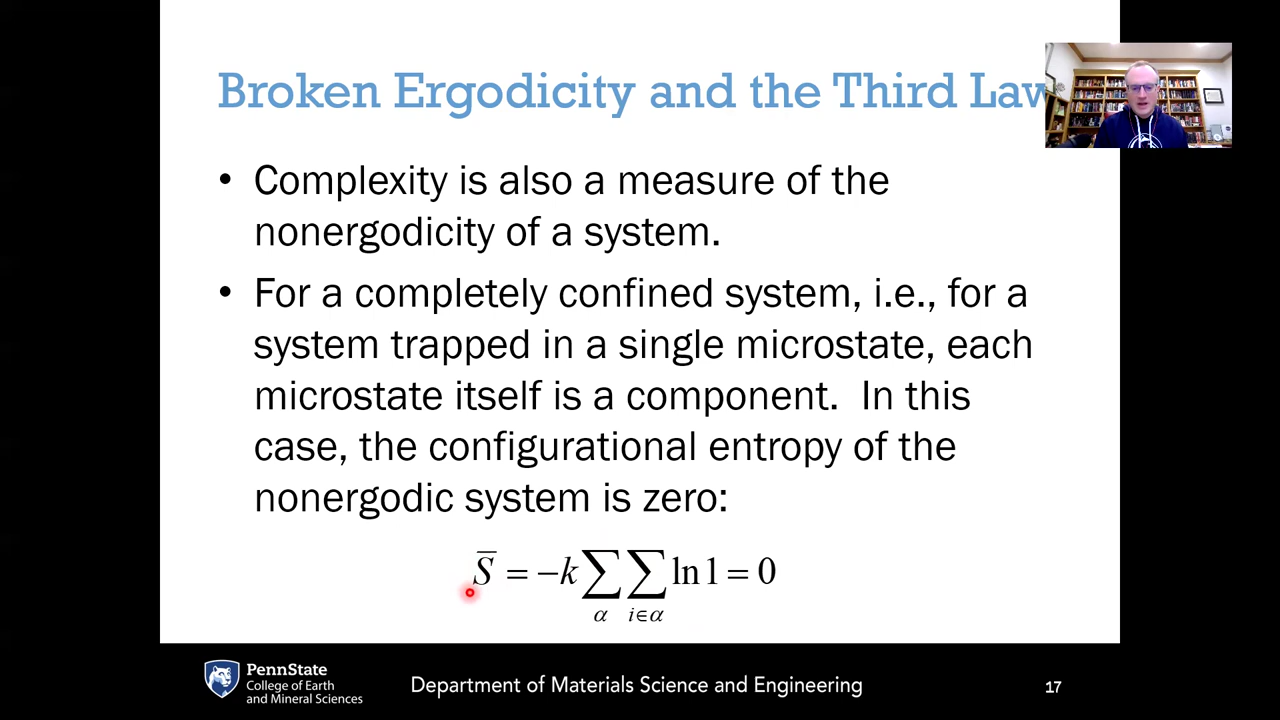 Broken Ergodicity and the Third Law
• Complexity is also a measure of the
nonergodicity of a system.
• For a completely confined system, i.e., for a
system trapped in a single microstate, each
microstate itself is a component.  In this
case, the configurational entropy of the
nonergodic system is zero:
S̅ = −k∑∑ ln 1 = 0
α i∈α
PennState
College of Earth
and Mineral Sciences
Department of Materials Science and Engineering
17